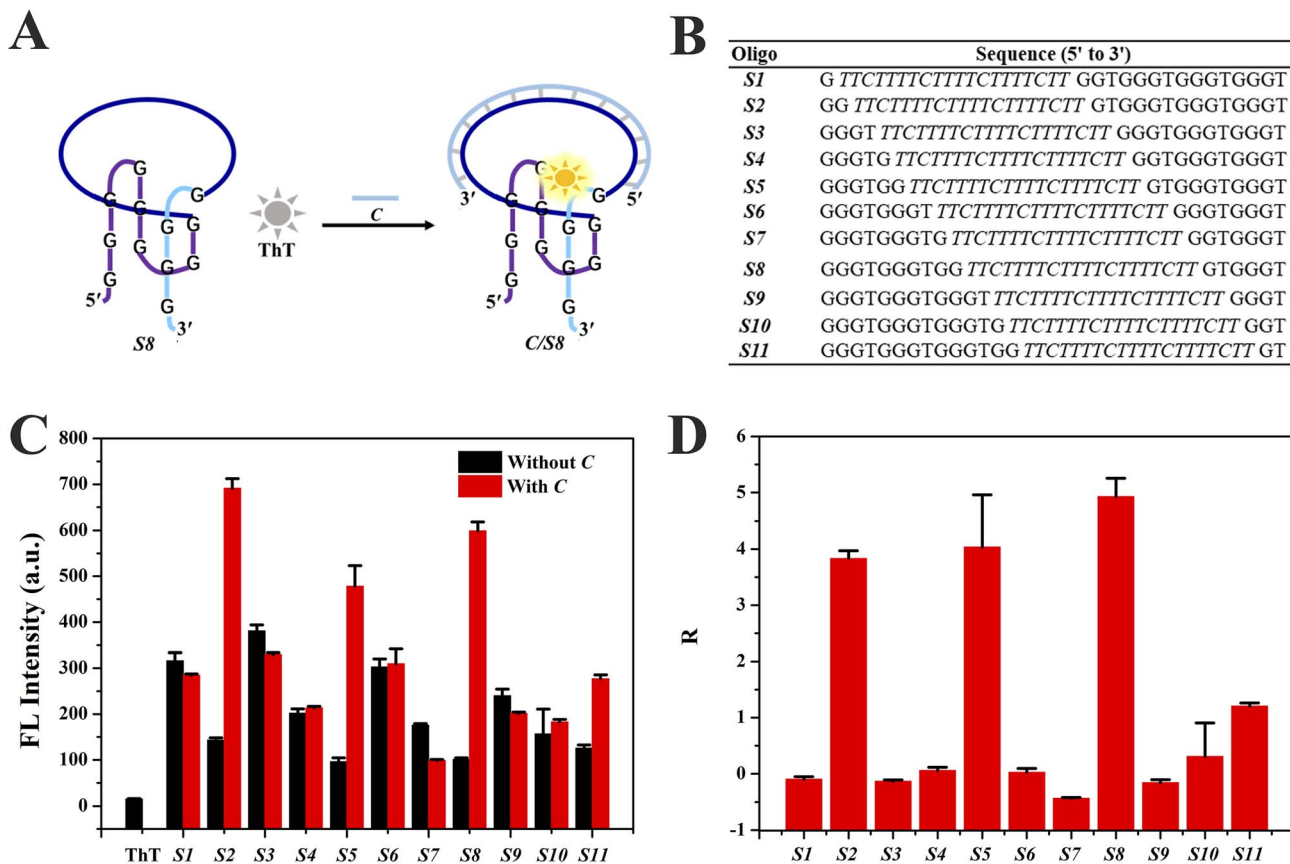 A
G
G
G
G
G
G
G
G
G
G
G
G
5'
3'
S8
ThT
C
3'
5'
G
G
G
G
G
G
G
G
G
G
G
G
5'
3'
C/S8
B
Oligo Sequence (5' to 3')
S1 G TTCTTTTCTTTTCTTTTCTT GGTGGGTGGGTGGGT
S2 GG TTCTTTTCTTTTCTTTTCTT GTGGGTGGGTGGGT
S3 GGGT TTCTTTTCTTTTCTTTTCTT GGGTGGGTGGGT
S4 GGGTG TTCTTTTCTTTTCTTTTCTT GGTGGGTGGGT
S5 GGGTGG TTCTTTTCTTTTCTTTTCTT GTGGGTGGGT
S6 GGGTGGGT TTCTTTTCTTTTCTTTTCTT GGGTGGGT
S7 GGGTGGGTG TTCTTTTCTTTTCTTTTCTT GGTGGGT
S8 GGGTGGGTGG TTCTTTTCTTTTCTTTTCTT GTGGGT
S9 GGGTGGGTGGGT TTCTTTTCTTTTCTTTTCTT GGGT
S10 GGGTGGGTGGGTG TTCTTTTCTTTTCTTTTCTT GGT
S11 GGGTGGGTGGGTGG TTCTTTTCTTTTCTTTTCTT GT
C
FL Intensity (a.u.)
800
700
600
500
400
300
200
100
0
Without C
With C
ThT S1 S2 S3 S4 S5 S6 S7 S8 S9 S10 S11
D
R
6
5
4
3
2
1
0
-1
S1 S2 S3 S4 S5 S6 S7 S8 S9 S10 S11